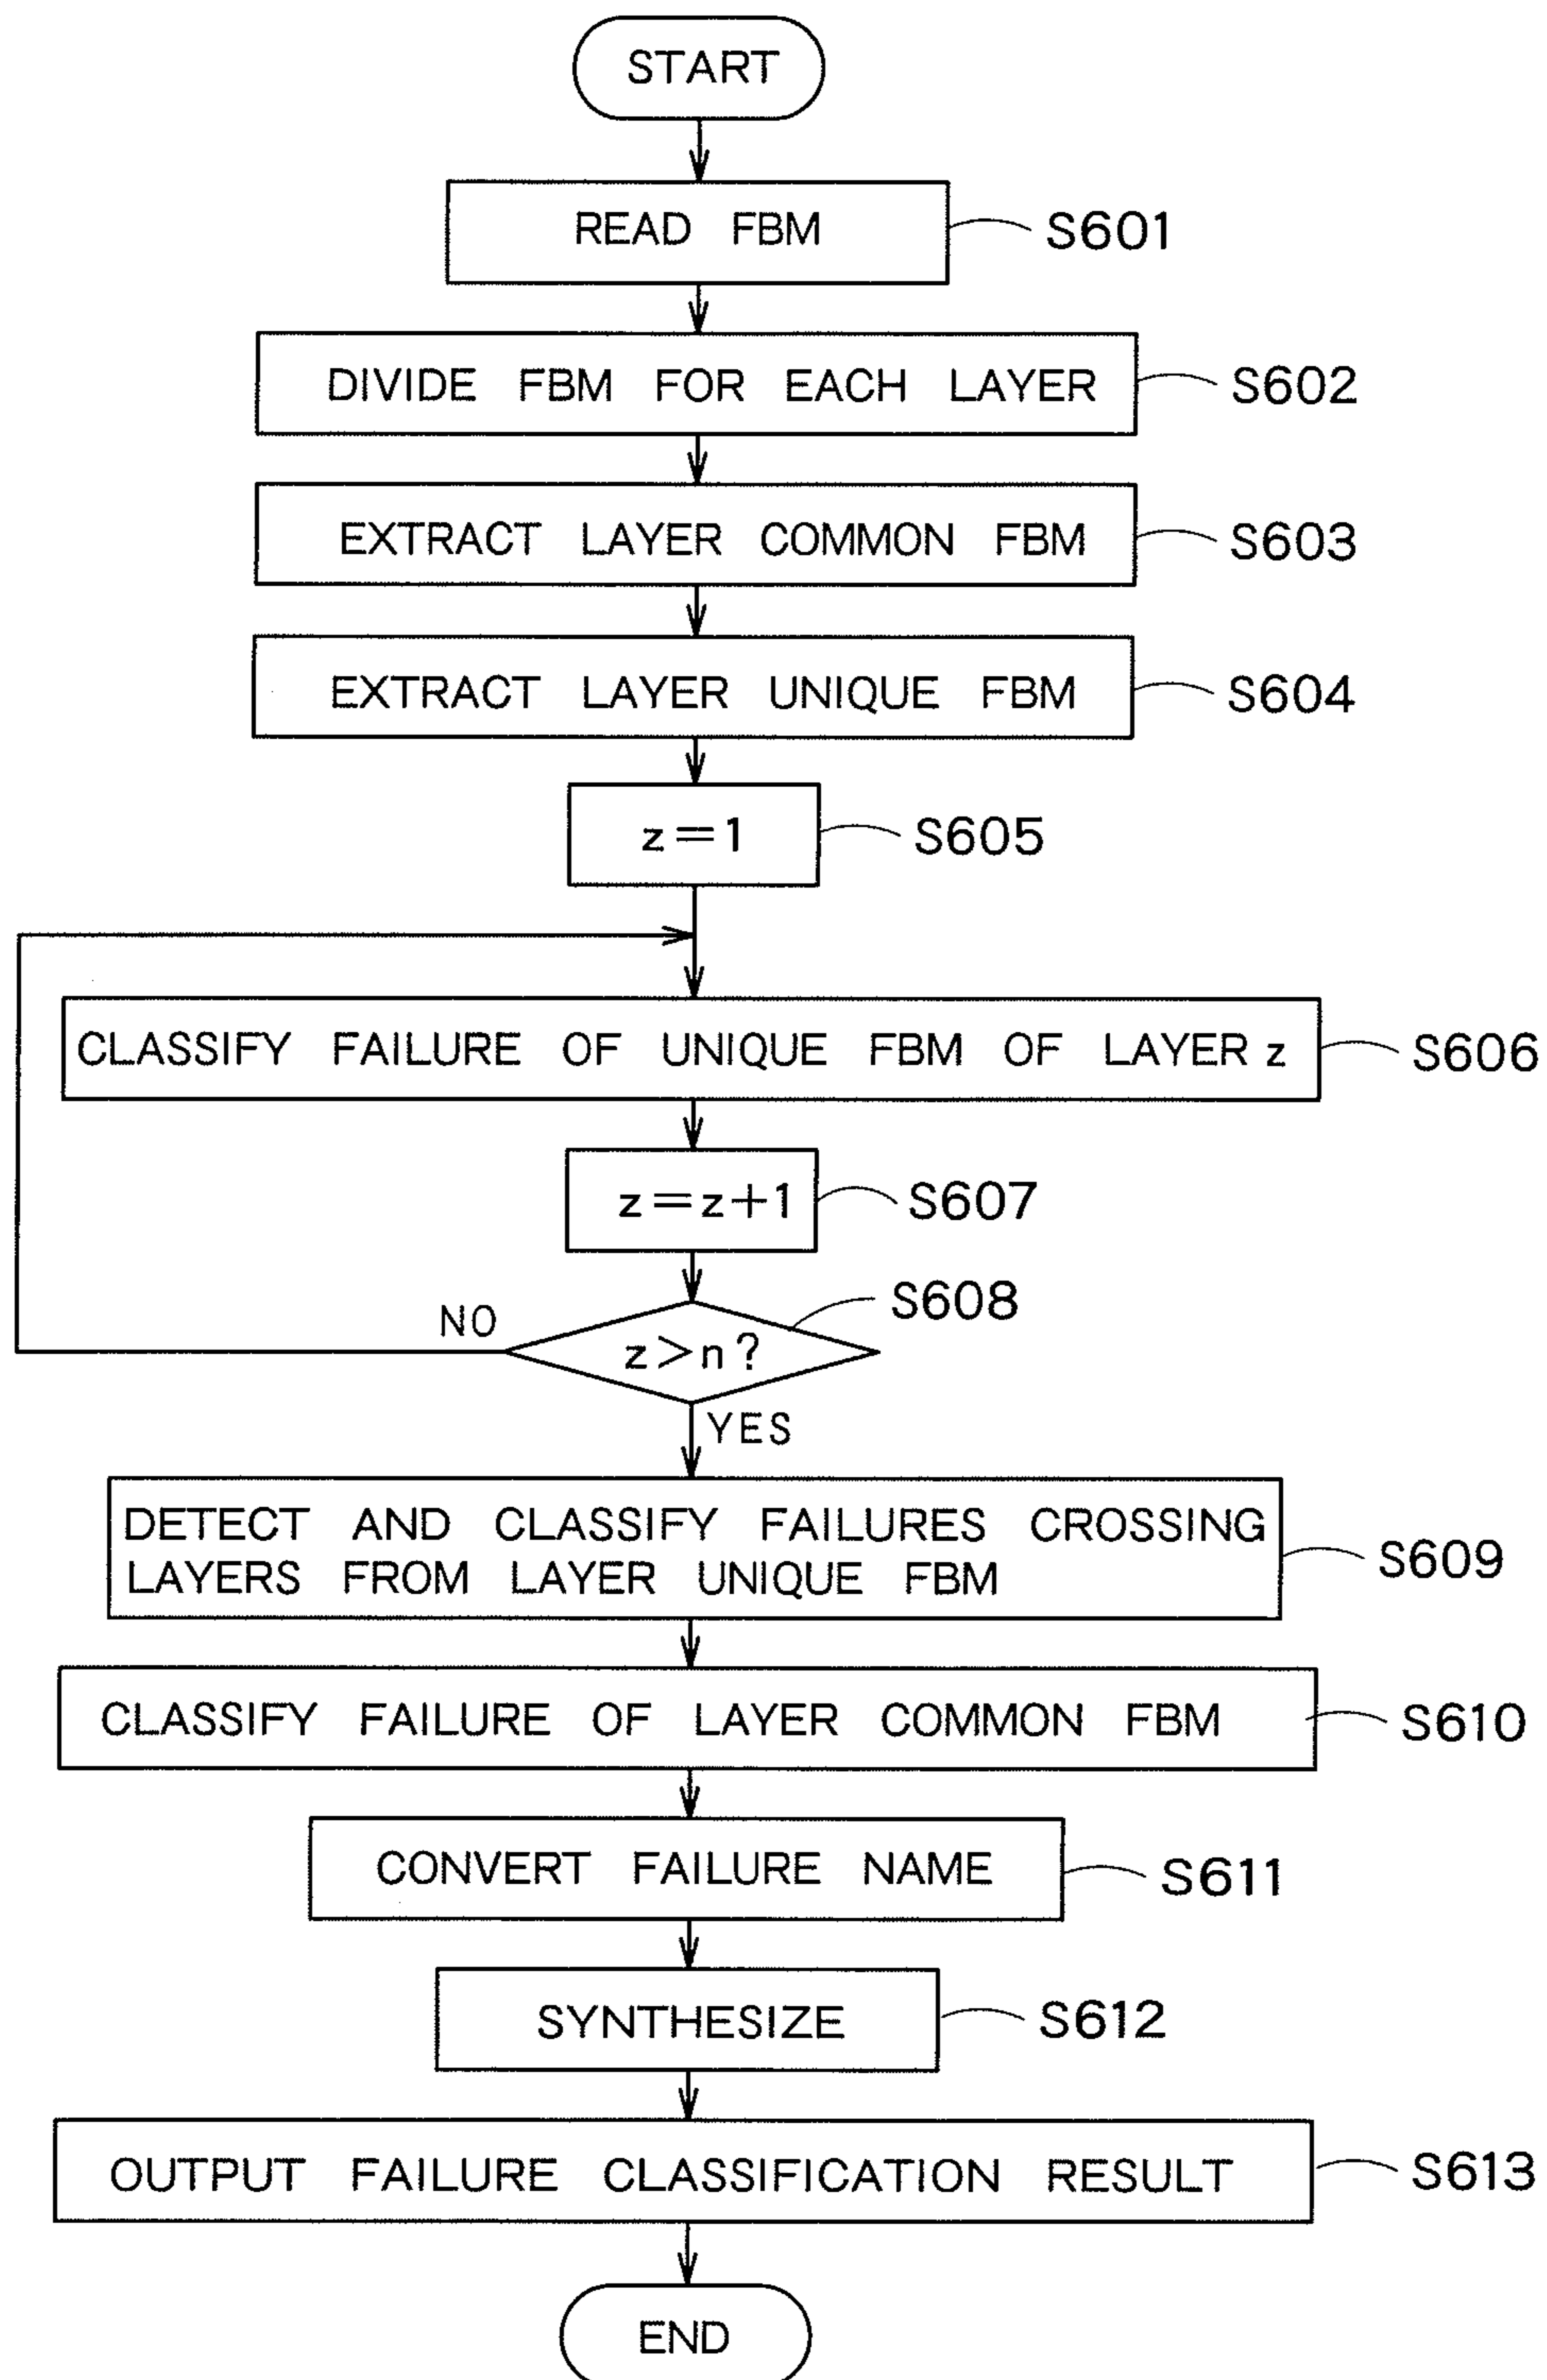 START
READ FBM
S601
DIVIDE FBM FOR EACH LAYER
S602
EXTRACT LAYER COMMON FBM
S603
EXTRACT LAYER UNIQUE FBM
S604
z=1
S605
CLASSIFY FAILURE OF UNIQUE FBM OF LAYER z
S606
z=z+1
S607
S608
NO
z>n?
YES
DETECT AND CLASSIFY FAILURES CROSSING
LAYERS FROM LAYER UNIQUE FBM
S609
CLASSIFY FAILURE OF LAYER COMMON FBM
S610
CONVERT FAILURE NAME
S611
SYNTHESIZE
S612
OUTPUT FAILURE CLASSIFICATION RESULT
S613
END